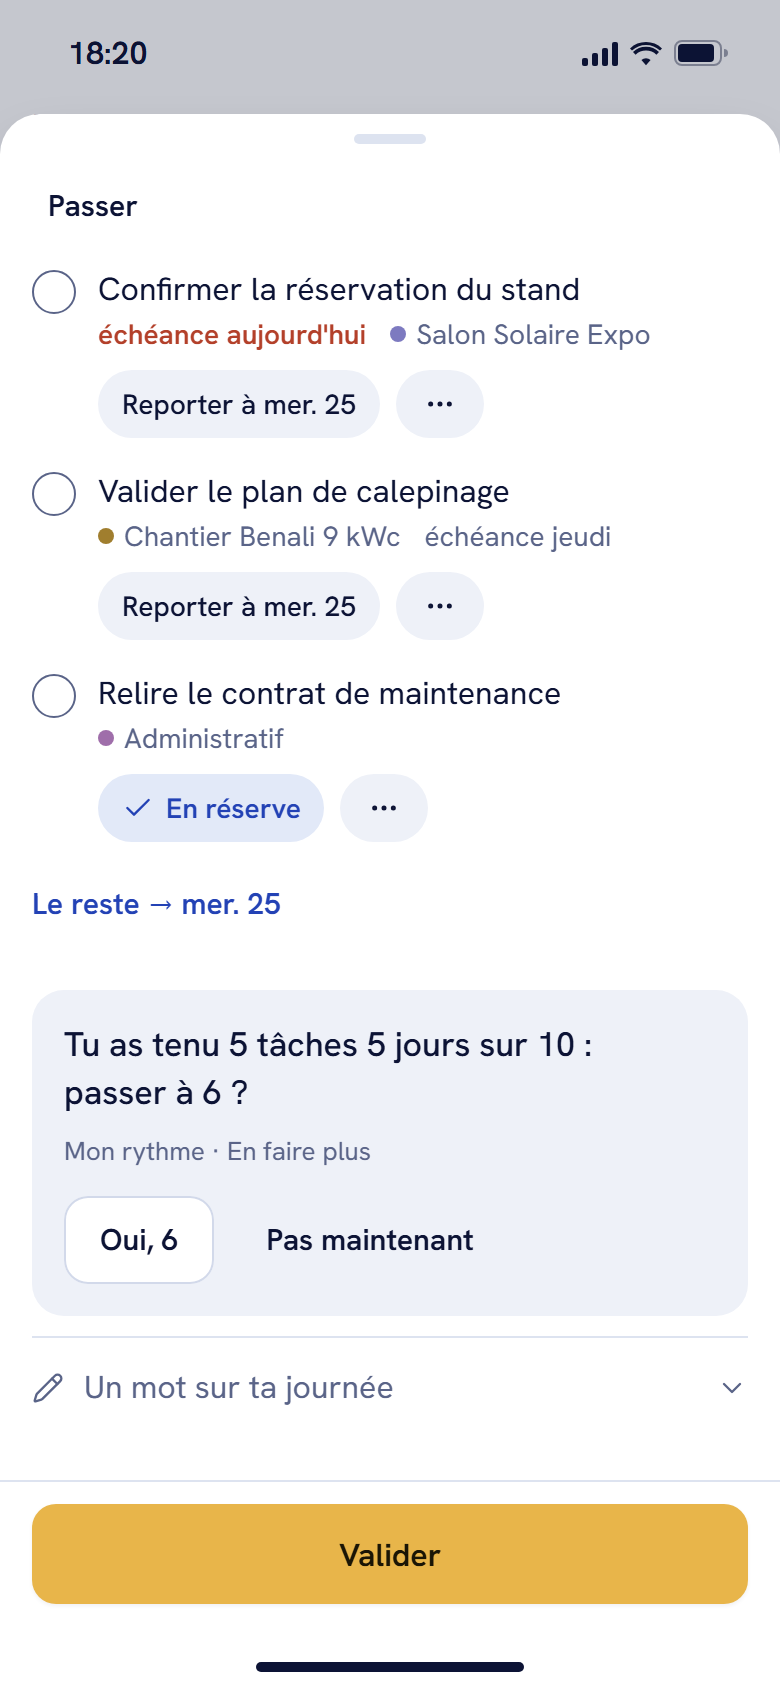 18:20
Passer
Confirmer la réservation du stand
échéance aujourd'hui Salon Solaire Expo
Reporter à mer. 25 ···
Valider le plan de calepinage
Chantier Benali 9 kWc échéance jeudi
Reporter à mer. 25 ···
Relire le contrat de maintenance
Administratif
En réserve ···
Le reste → mer. 25
Tu as tenu 5 tâches 5 jours sur 10 :
passer à 6 ?
Mon rythme · En faire plus
Oui, 6 Pas maintenant
Un mot sur ta journée
Valider